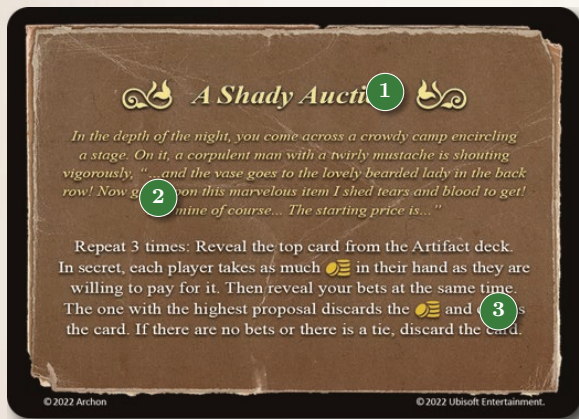 A Shady Aucti
1
In the depth of the night, you come across a crowdy camp encircling
a stage. On it, a corpulent man with a twirly mustache is shouting
vigorously, “...and the vase goes to the lovely bearded lady in the back
row! Now g upon this marvelous item I shed tears and blood to get!
2
mine of course... The starting price is...”
Repeat 3 times: Reveal the top card from the Artifact deck.
In secret, each player takes as much in their hand as they are
willing to pay for it. Then reveal your bets at the same time.
The one with the highest proposal discards the and s
3
the card. If there are no bets or there is a tie, discard the card.
© 2022 Archon
© 2022 Ubisoft Entertainment.